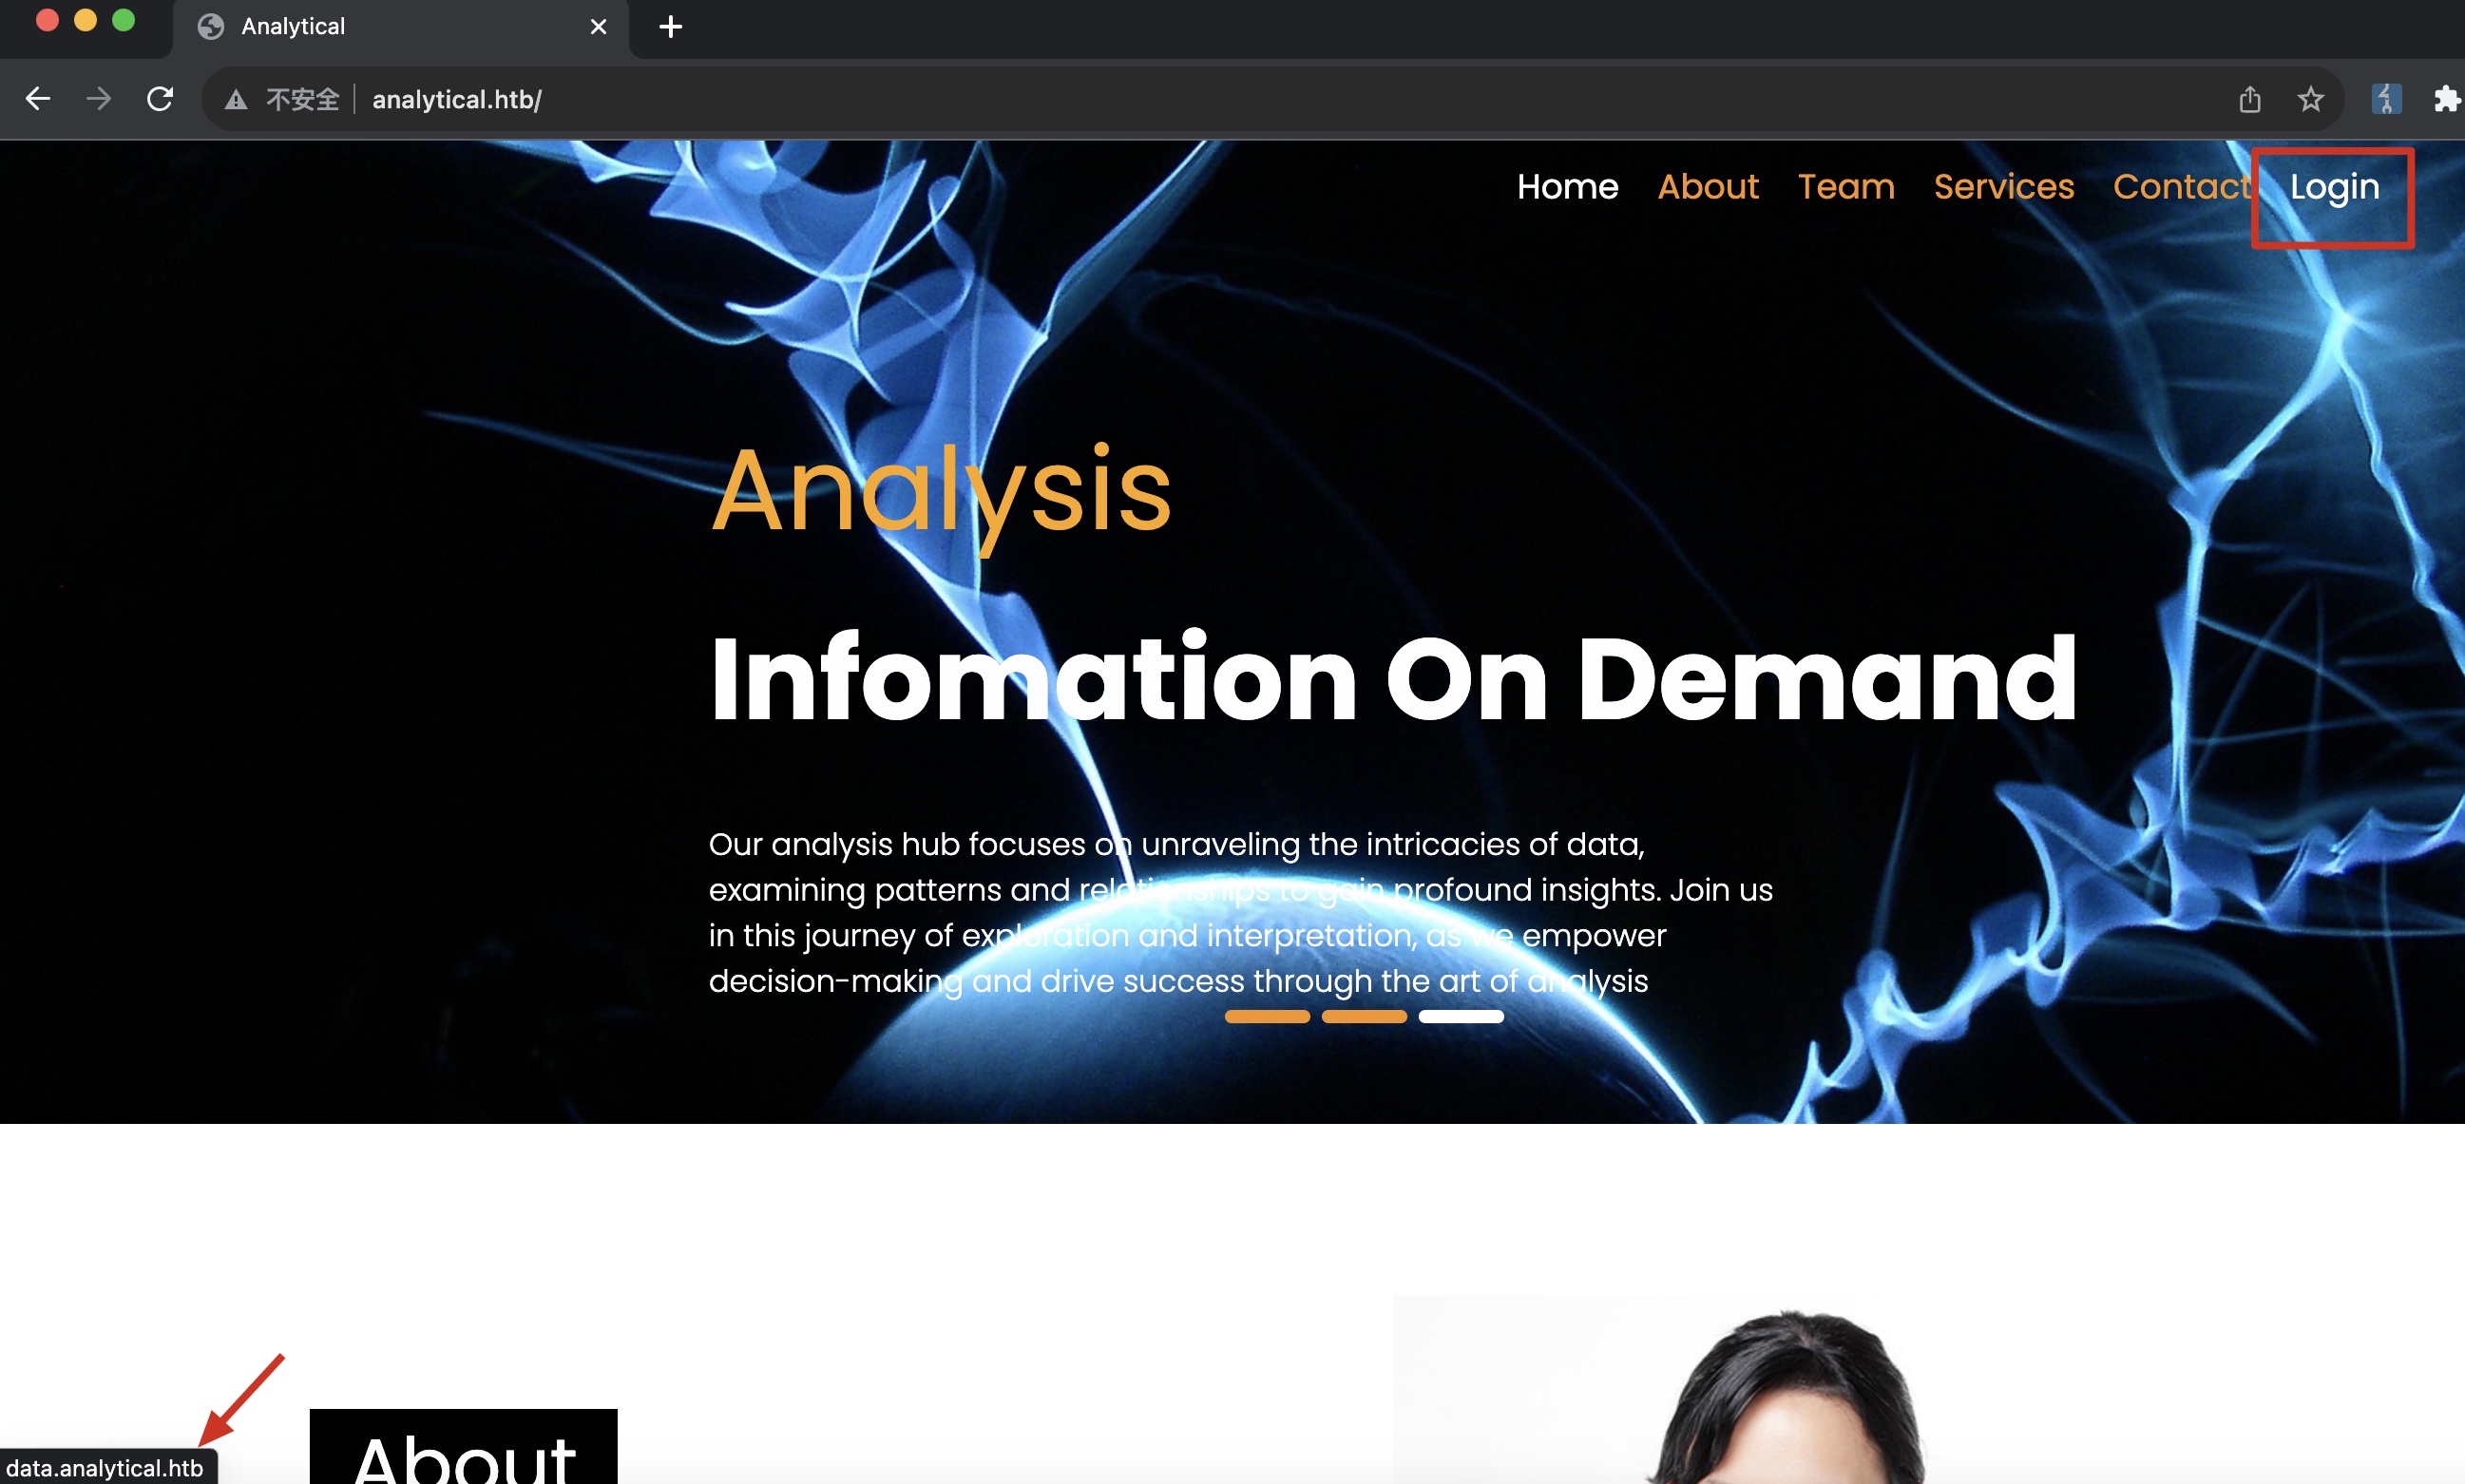 Analytical
不安全 analytical.htb/
Home About Team Services Contact Login
Analysis
Infomation On Demand
Our analysis hub focuses on unraveling the intricacies of data,
examining patterns and relationships to gain profound insights. Join us
in this journey of exploration and interpretation, as we empower
decision-making and drive success through the art of analysis
About
data.analytical.htb